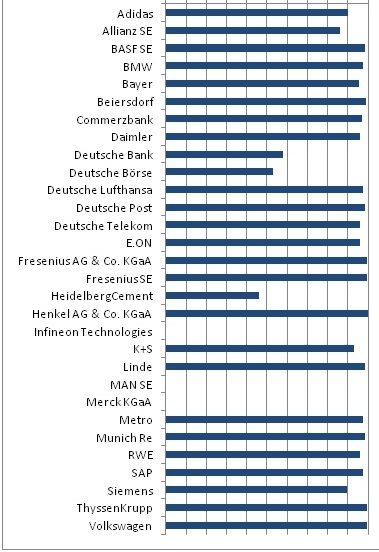 Adidas
Allianz SE
BASF SE
BMW
Bayer
Beiersdorf
Commerzbank
Daimler
Deutsche Bank
Deutsche Börse
Deutsche Lufthansa
Deutsche Post
Deutsche Telekom
E.ON
Fresenius AG & Co. KGaA
Fresenius SE
HeidelbergCement
Henkel AG & Co. KGaA
Infineon Technologies
K+S
Linde
MAN SE
Merck KGaA
Metro
Munich Re
RWE
SAP
Siemens
ThyssenKrupp
Volkswagen